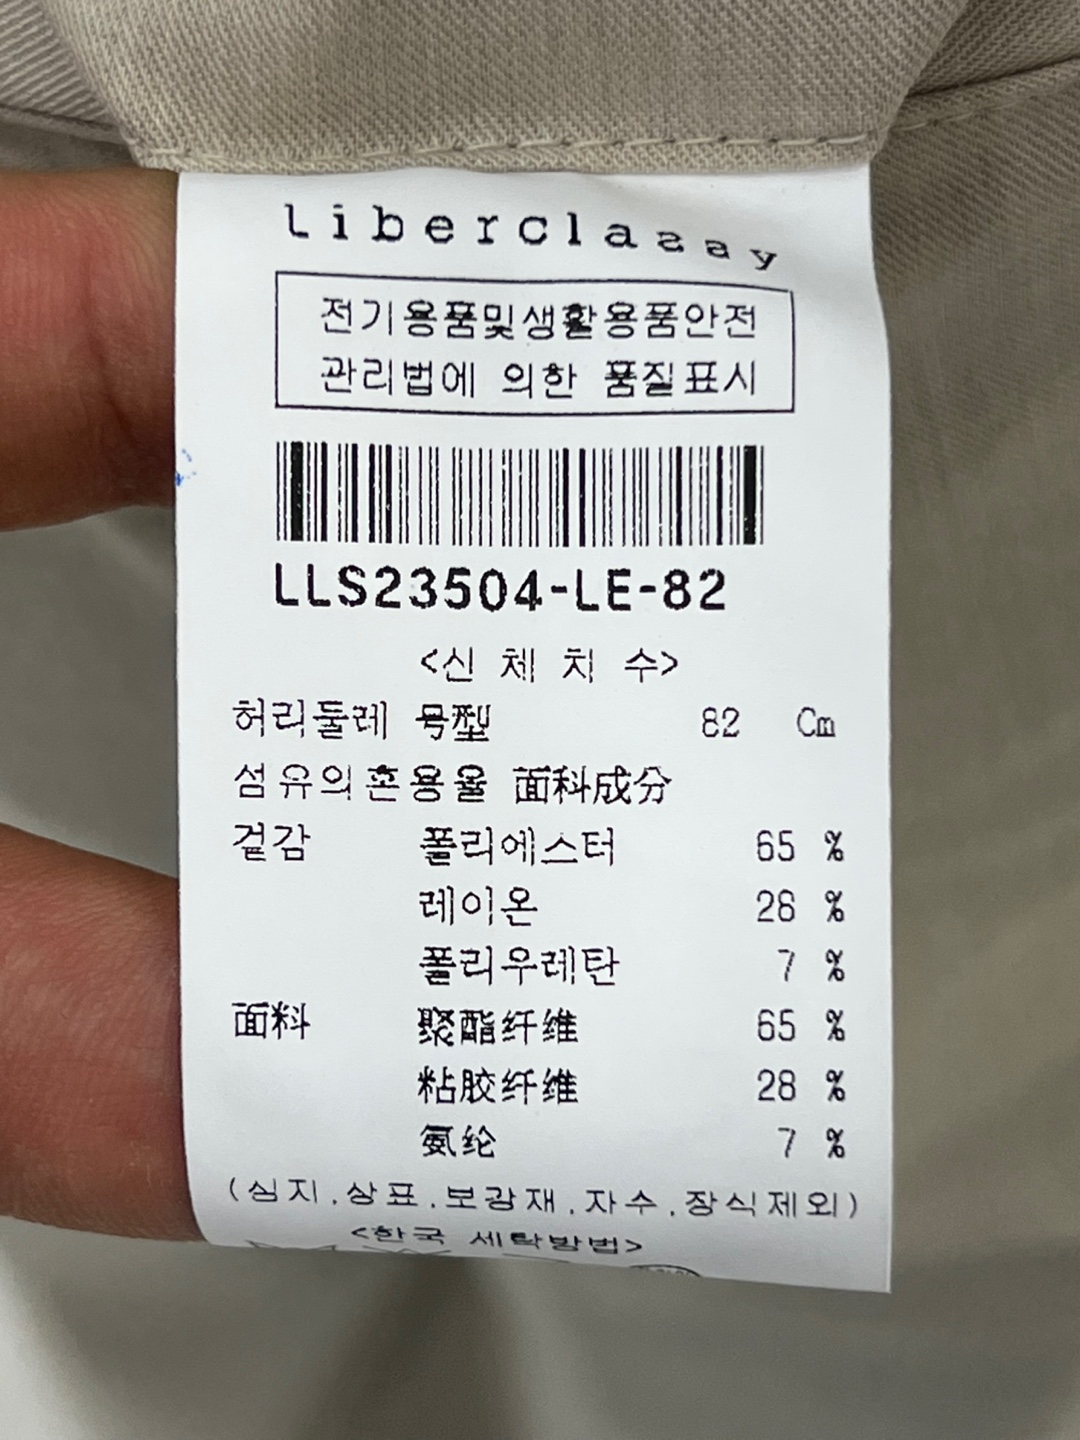 Liberclassy
전기용품및생활용품안전
관리법에 의한 품질표시
LLS23504-LE-82
<신 체 치 수>
허리둘레 号型 82 Cm
섬유의혼용율 面料成分
겉감 폴리에스터 65 %
레이온 28 %
폴리우레탄 7 %
面料 聚酯纤维 65 %
粘胶纤维 28 %
氨纶 7 %
(심지,상표,보강재,자수,장식제외)
<한국 세탁방법>